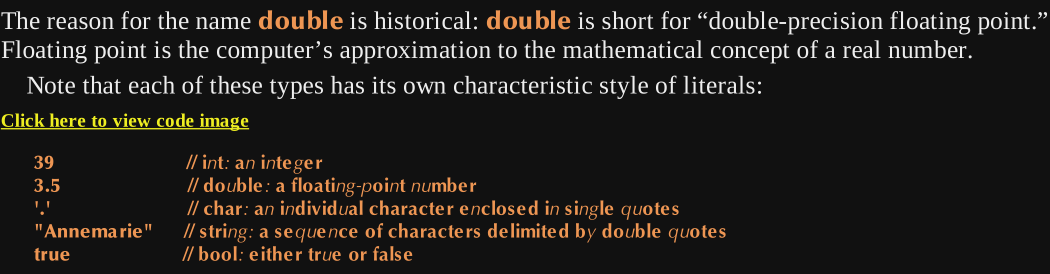 The reason for the name double is historical: double is short for “double-precision floating point.”
Floating point is the computer’s approximation to the mathematical concept of a real number.
Note that each of these types has its own characteristic style of literals:
Click here to view code image
39 // int: an integer
3.5 // double: a floating-point number
'.' // char: an individual character enclosed in single quotes
"Annemarie" // string: a sequence of characters delimited by double quotes
true // bool: either true or false